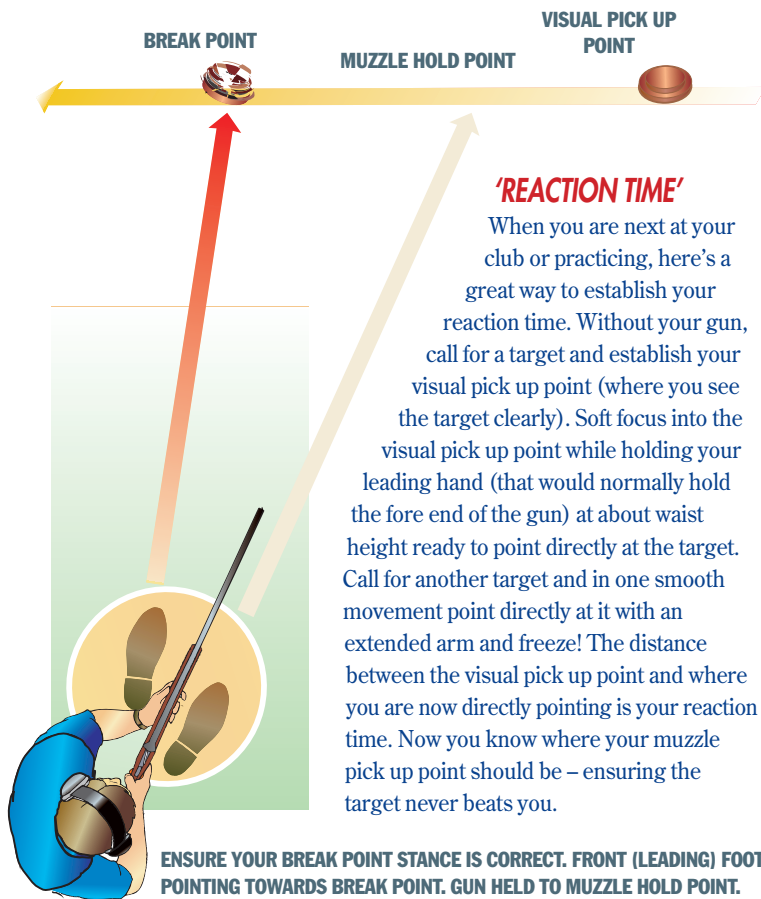 VISUAL PICK UP
POINT
BREAK POINT
MUZZLE HOLD POINT
‘REACTION TIME’
When you are next at your
club or practicing, here’s a
great way to establish your
reaction time. Without your gun,
call for a target and establish your
visual pick up point (where you see
the target clearly). Soft focus into the
visual pick up point while holding your
leading hand (that would normally hold
the fore end of the gun) at about waist
height ready to point directly at the target.
Call for another target and in one smooth
movement point directly at it with an
extended arm and freeze! The distance
between the visual pick up point and where
you are now directly pointing is your reaction
time. Now you know where your muzzle
pick up point should be – ensuring the
target never beats you.
ENSURE YOUR BREAK POINT STANCE IS CORRECT. FRONT (LEADING) FOOT
POINTING TOWARDS BREAK POINT. GUN HELD TO MUZZLE HOLD POINT.